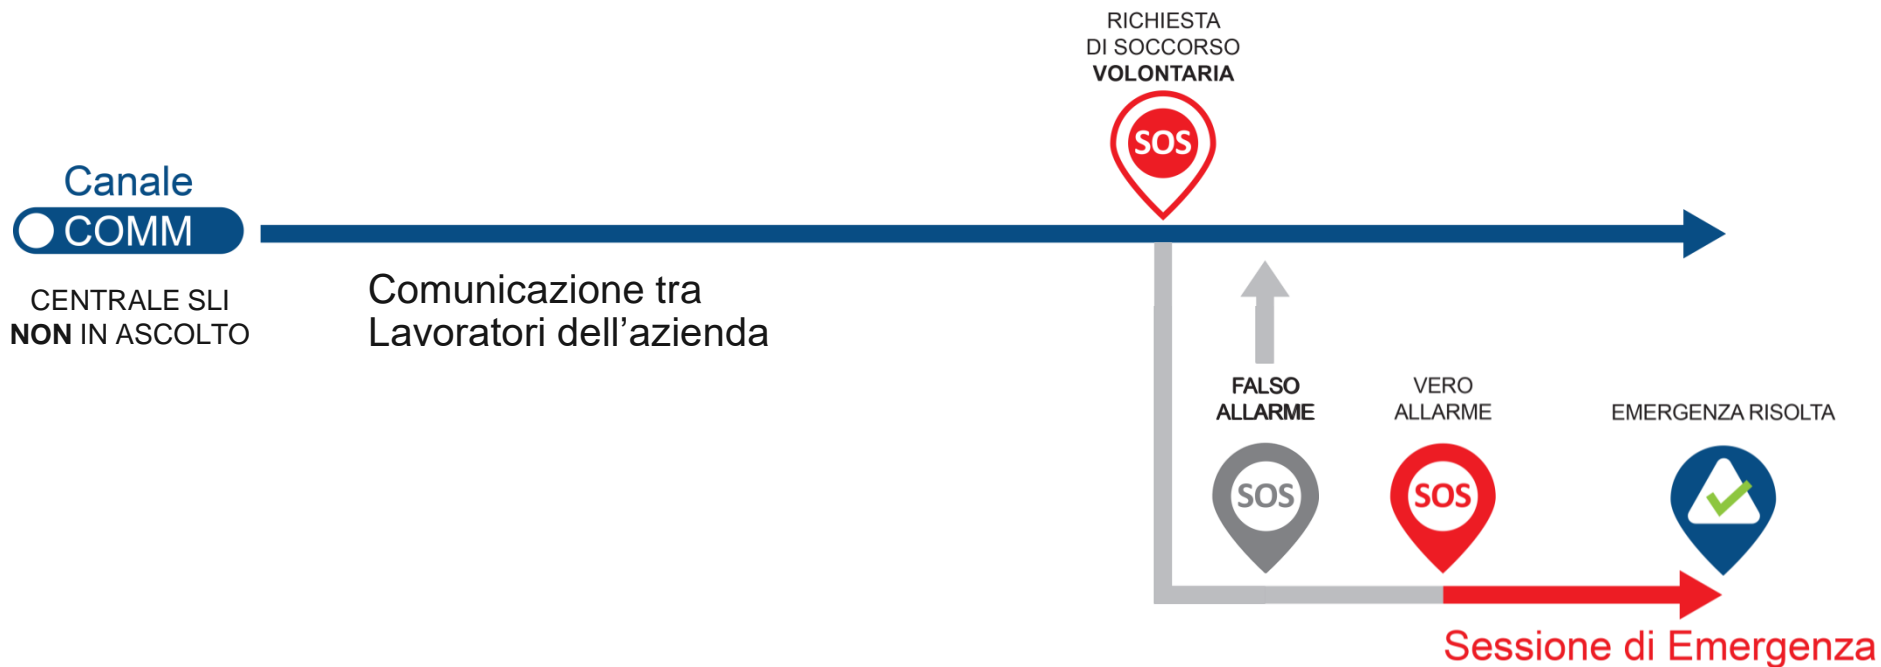 RICHIESTA
DI SOCCORSO
VOLONTARIA
SOS
Canale
COMM
CENTRALE SLI
NON IN ASCOLTO
Comunicazione tra
Lavoratori dell’azienda
FALSO
ALLARME
SOS
VERO
ALLARME
SOS
EMERGENZA RISOLTA
Sessione di Emergenza